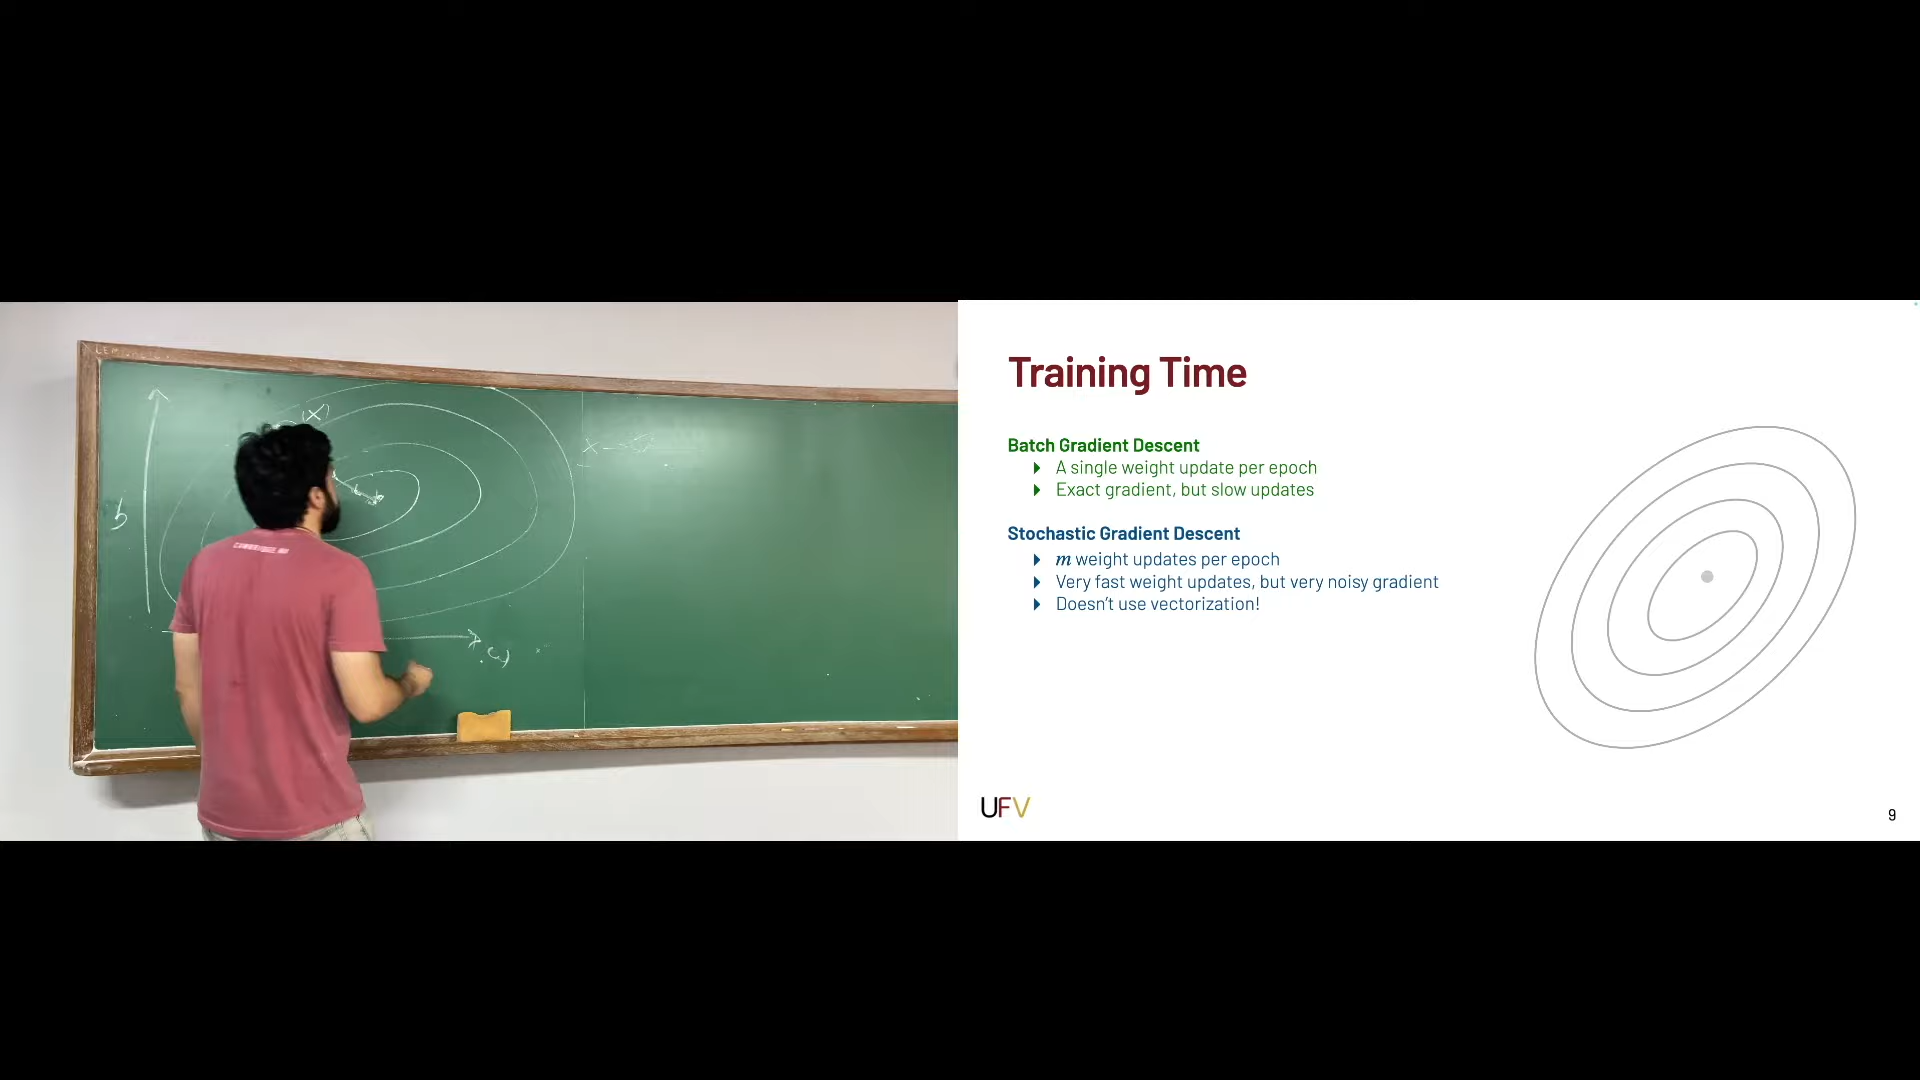 (x)
b
Training Time
Batch Gradient Descent
A single weight update per epoch
Exact gradient, but slow updates
Stochastic Gradient Descent
m weight updates per epoch
Very fast weight updates, but very noisy gradient
Doesn't use vectorization!
UFV
9